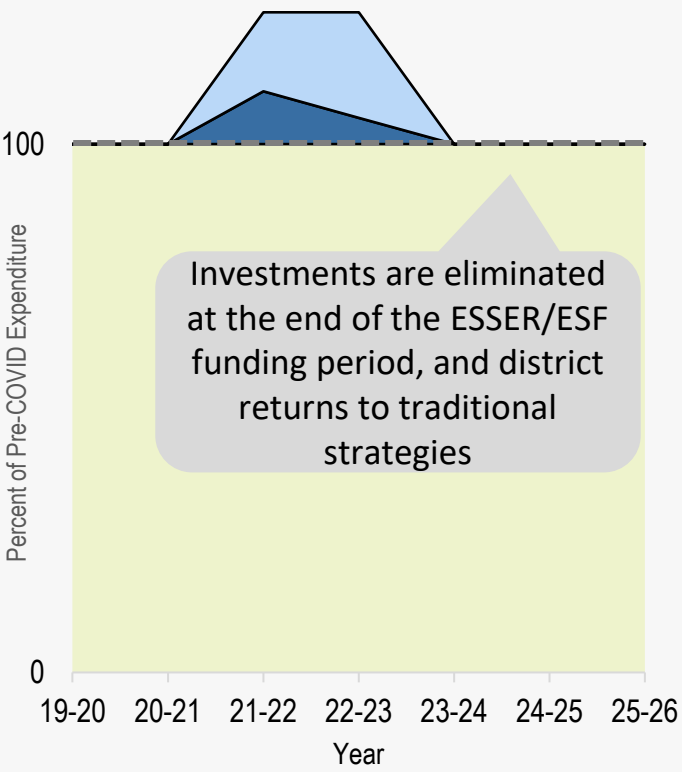 100
Percent of Pre-COVID Expenditure
Investments are eliminated
at the end of the ESSER/ESF
funding period, and district
returns to traditional
strategies
0
19-20 20-21 21-22 22-23 23-24 24-25 25-26
Year